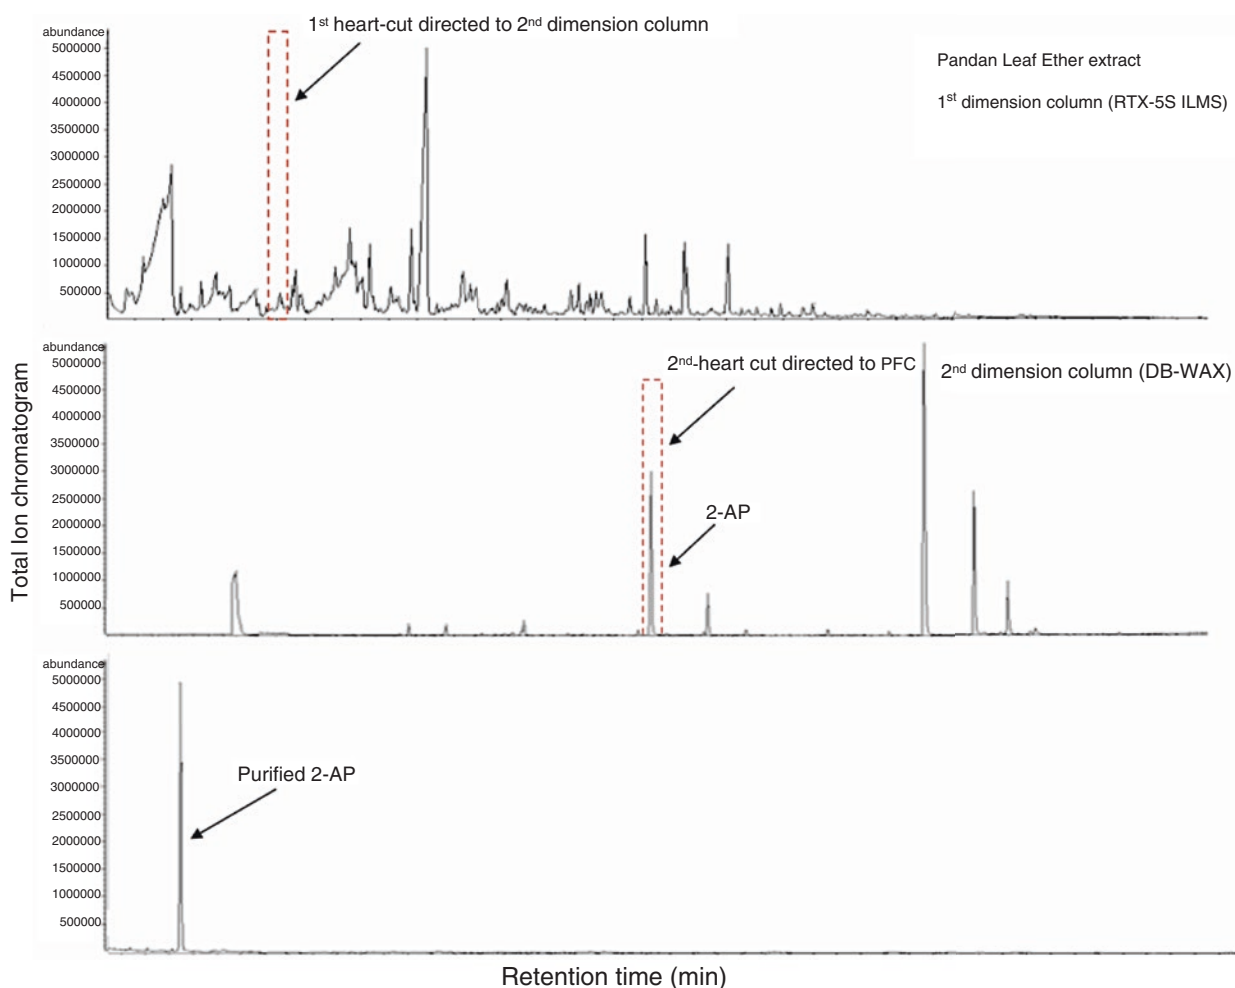 1st heart-cut directed to 2nd dimension column
abundance
5000000
4500000
4000000
3500000
3000000
2500000
2000000
1500000
1000000
500000
Pandan Leaf Ether extract
1st dimension column (RTX-5S ILMS)
Total Ion chromatogram
abundance
5000000
4500000
4000000
3500000
3000000
2500000
2000000
1500000
1000000
500000
2nd-heart cut directed to PFC
2nd dimension column (DB-WAX)
2-AP
abundance
5000000
4500000
4000000
3500000
3000000
2500000
2000000
1500000
1000000
500000
Purified 2-AP
Retention time (min)